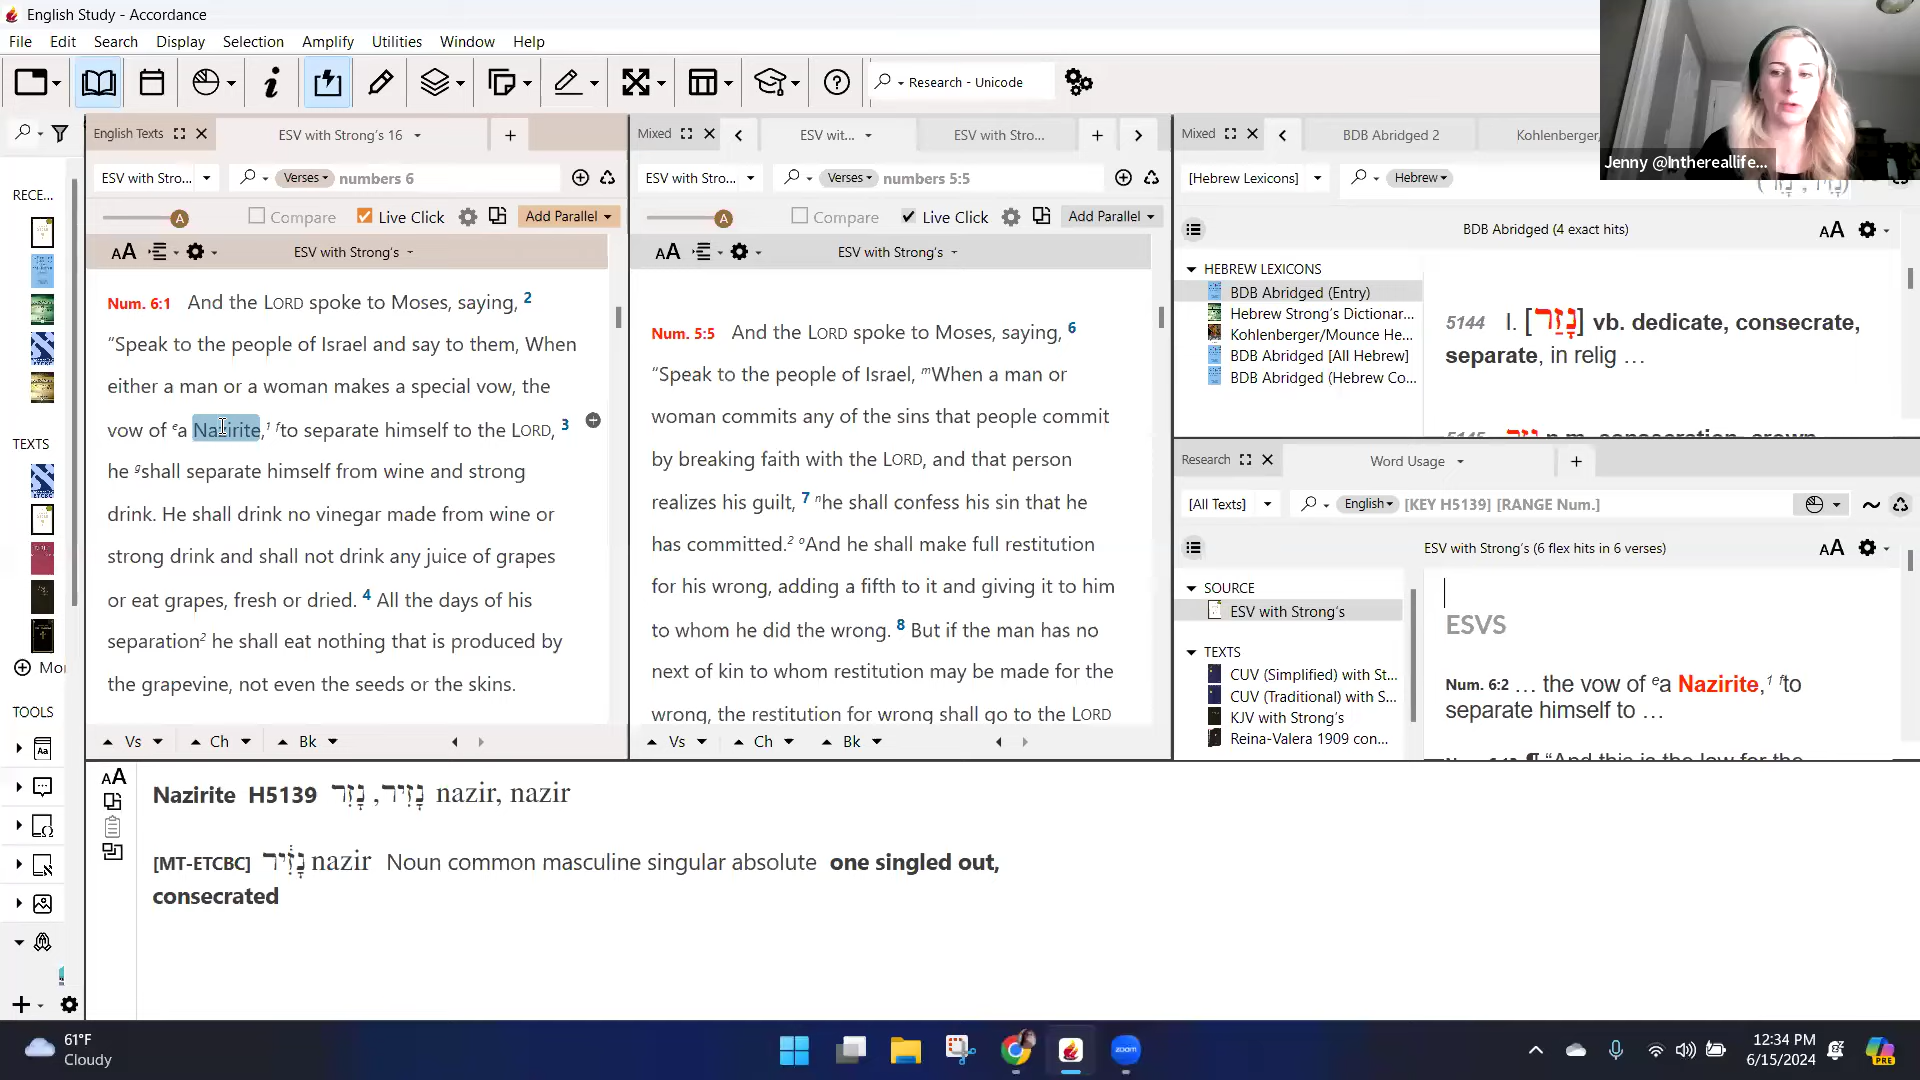 English Study - Accordance
File Edit Search Display Selection Amplify Utilities Window Help
Research - Unicode
English Texts
ESV with Strong's 16
ESV with Stro... Verses numbers 6
Compare Live Click Add Parallel
AA ESV with Strong's
Num. 6:1 And the LORD spoke to Moses, saying, 2
“Speak to the people of Israel and say to them, When
either a man or a woman makes a special vow, the
vow of e a Nazirite,1 f to separate himself to the LORD, 3
he g shall separate himself from wine and strong
drink. He shall drink no vinegar made from wine or
strong drink and shall not drink any juice of grapes
or eat grapes, fresh or dried. 4 All the days of his
separation2 he shall eat nothing that is produced by
the grapevine, not even the seeds or the skins.
Vs Ch Bk
Mixed
ESV wit...
ESV with Stro...
ESV with Stro... Verses numbers 5:5
Compare Live Click Add Parallel
AA ESV with Strong's
Num. 5:5 And the LORD spoke to Moses, saying, 6
“Speak to the people of Israel, m When a man or
woman commits any of the sins that people commit
by breaking faith with the LORD, and that person
realizes his guilt, 7 n he shall confess his sin that he
has committed.2 o And he shall make full restitution
for his wrong, adding a fifth to it and giving it to him
to whom he did the wrong. 8 But if the man has no
next of kin to whom restitution may be made for the
wrong, the restitution for wrong shall go to the LORD
Vs Ch Bk
Mixed
BDB Abridged 2
Kohlenberger/
Jenny @Inthereallife...
[Hebrew Lexicons] Hebrew
BDB Abridged (4 exact hits) AA
HEBREW LEXICONS
BDB Abridged (Entry)
Hebrew Strong's Dictionar...
Kohlenberger/Mounce He...
BDB Abridged [All Hebrew]
BDB Abridged (Hebrew Co...
5144 I. [נָזַר] vb. dedicate, consecrate,
separate, in relig …
Research
Word Usage
[All Texts] English [KEY H5139] [RANGE Num.]
ESV with Strong's (6 flex hits in 6 verses) AA
SOURCE
ESV with Strong's
TEXTS
CUV (Simplified) with St...
CUV (Traditional) with S...
KJV with Strong's
Reina-Valera 1909 con...
ESVS
Num. 6:2 … the vow of e a Nazirite,1 f to
separate himself to …
RECE...
TEXTS
ETCBC
Mor
TOOLS
AA
Nazirite H5139 נָזִיר, נָזִר nazir, nazir
[MT-ETCBC] נָזִ֔יר nazir Noun common masculine singular absolute one singled out,
consecrated
61°F
Cloudy
zoom
12:34 PM
6/15/2024
PRE